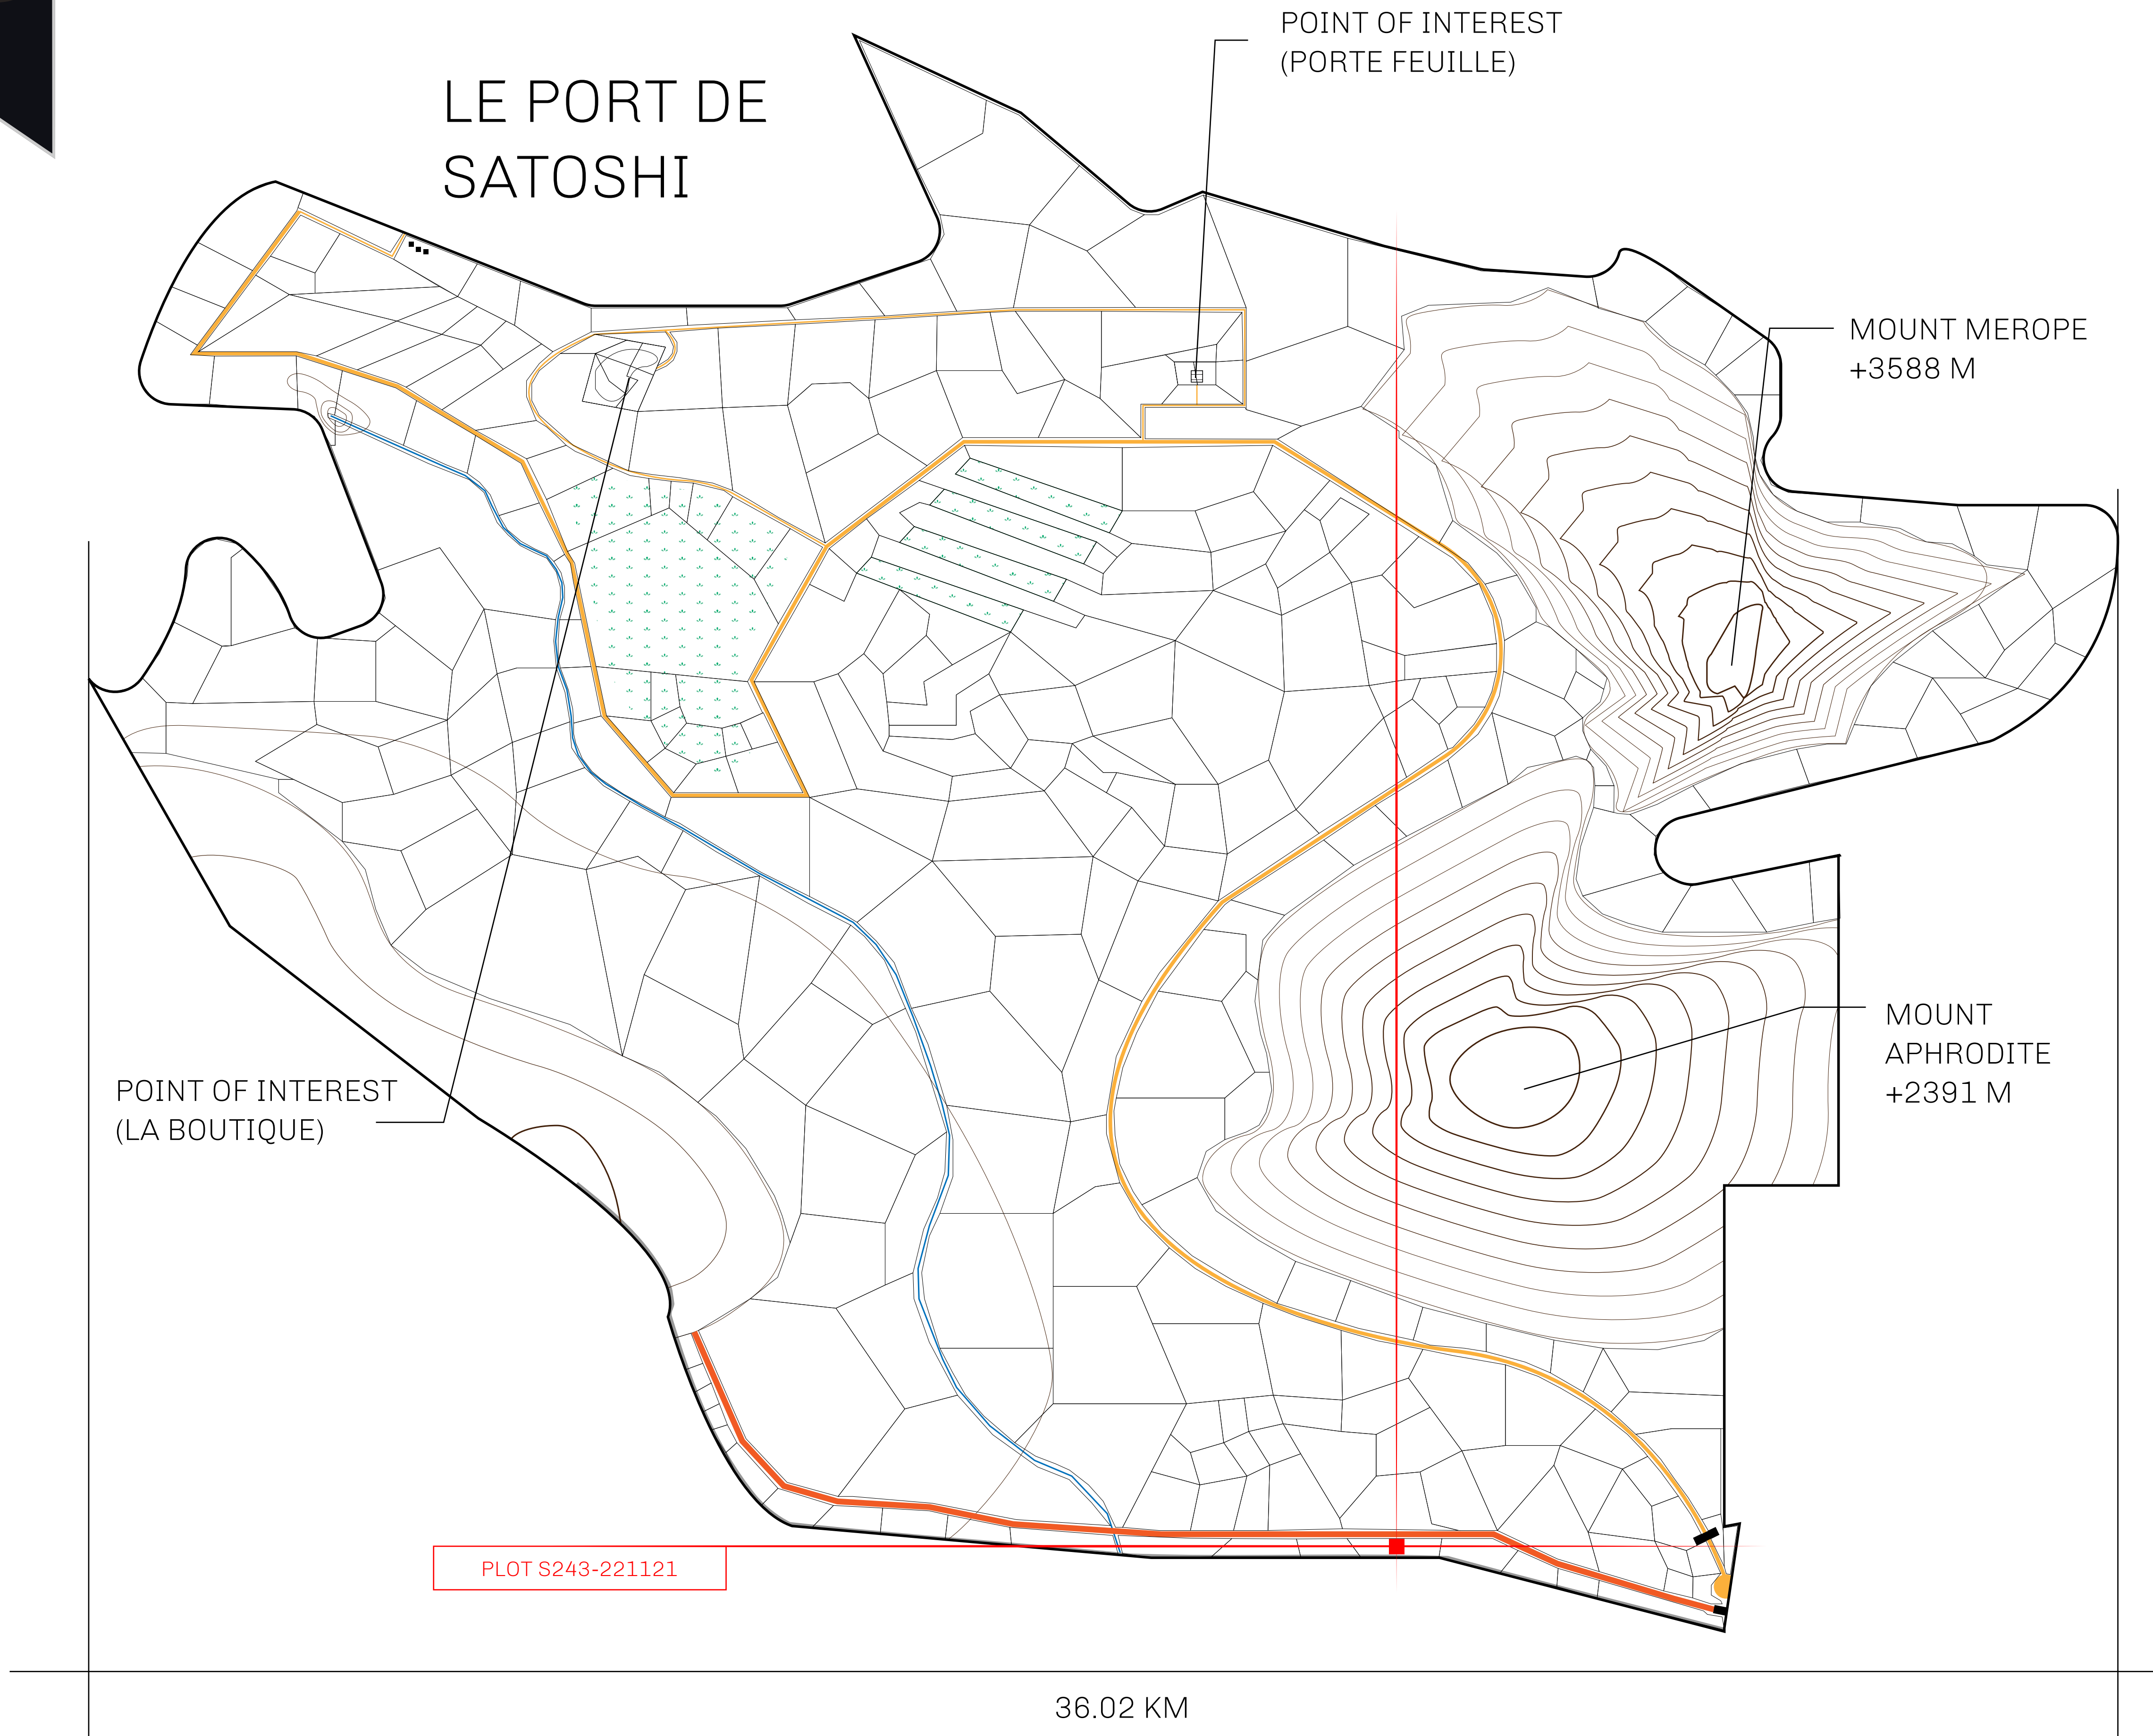 POINT OF INTEREST
(PORTE FEUILLE)
LE PORT DE
SATOSHI
MOUNT MEROPE
+3588 M
MOUNT
APHRODITE
+2391 M
POINT OF INTEREST
(LA BOUTIQUE)
PLOT S243-221121
36.02 KM